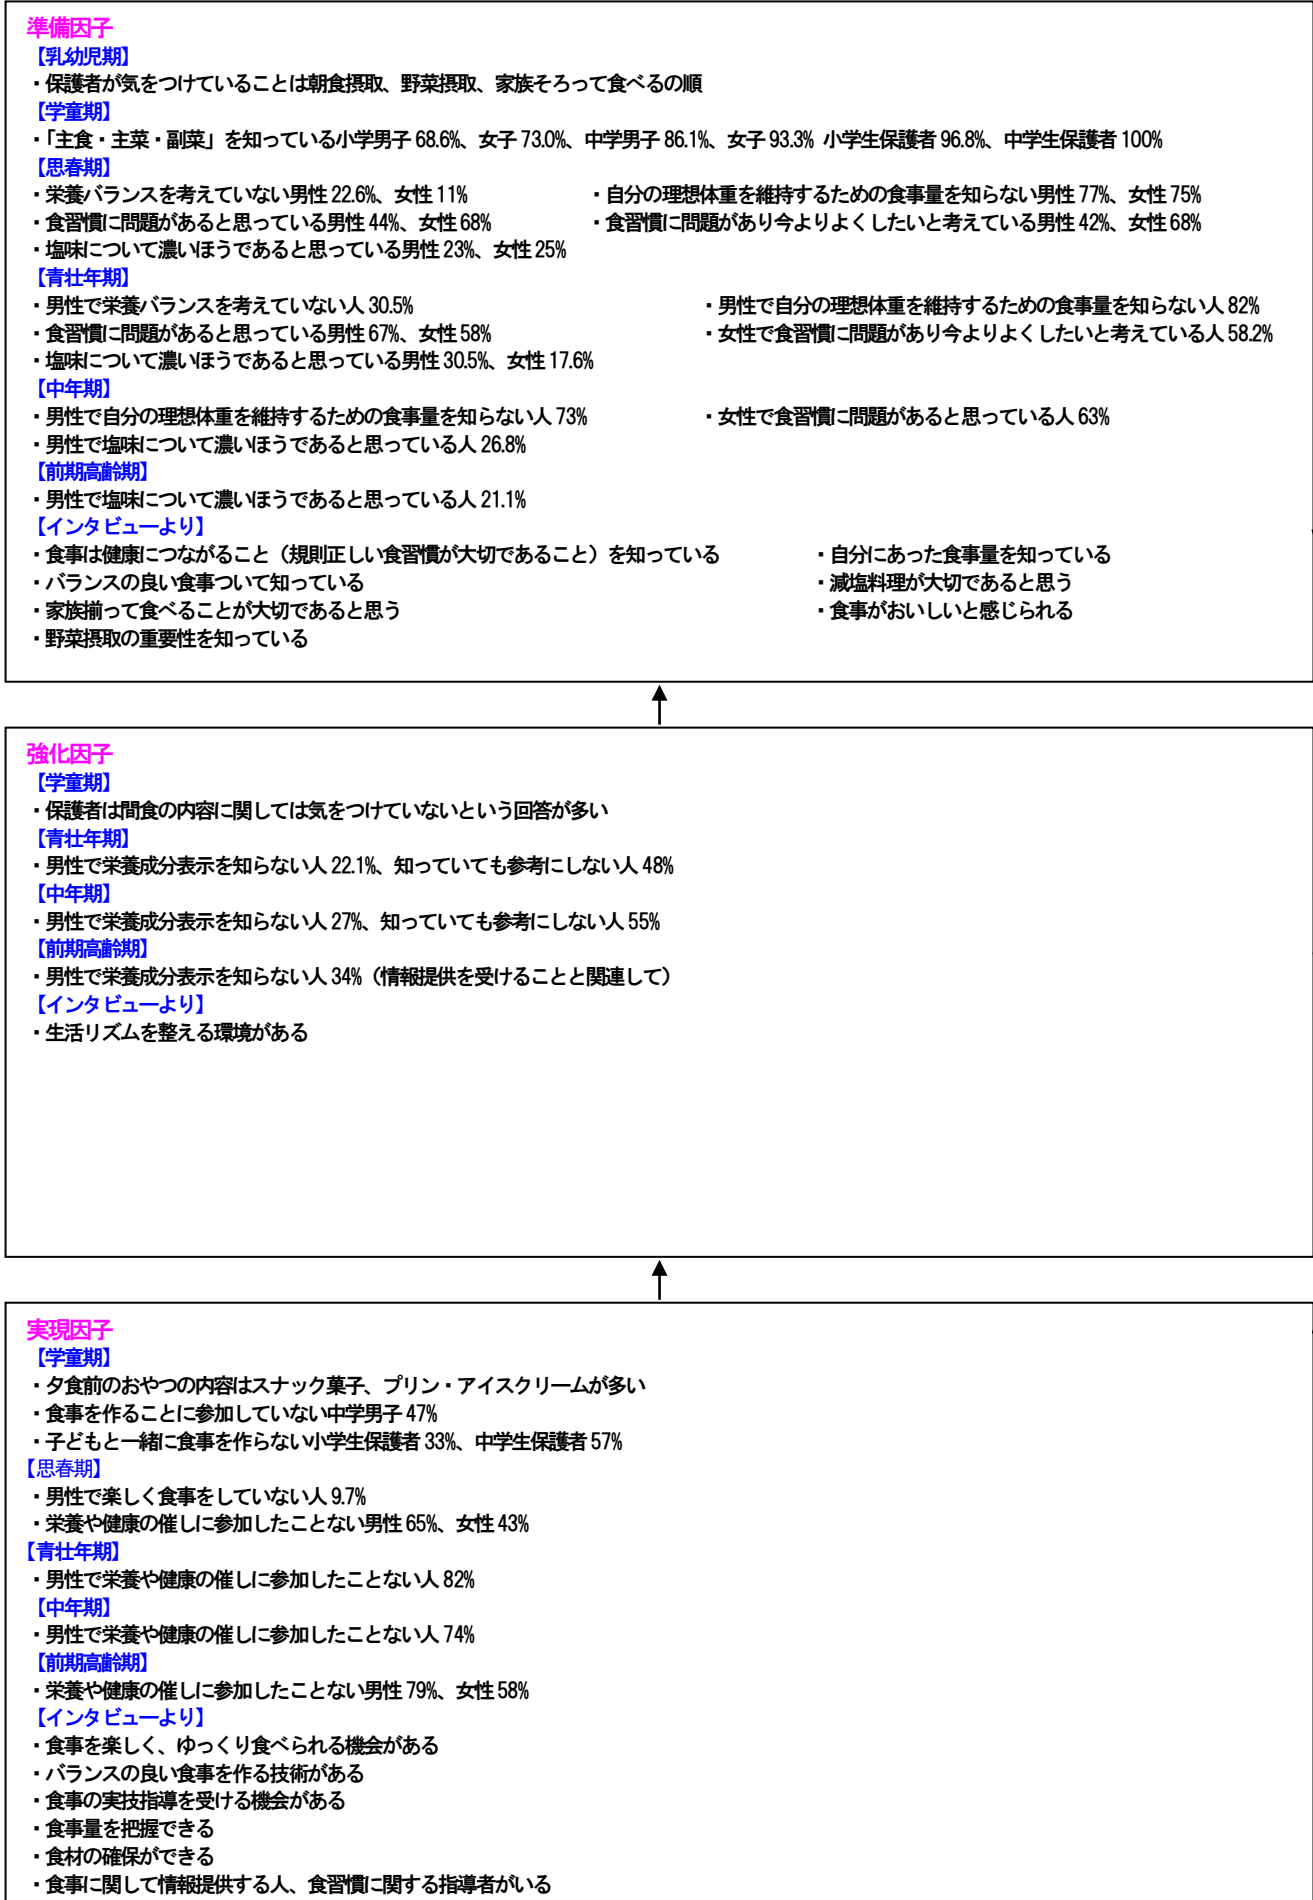 準備因子
【乳幼児期】
・保護者が気をつけていることは朝食摂取、野菜摂取、家族そろって食べるの順
【学童期】
・「主食・主菜・副菜」を知っている小学男子 68.6%、女子 73.0%、中学男子 86.1%、女子 93.3% 小学生保護者 96.8%、中学生保護者 100%
【思春期】
・栄養バランスを考えていない男性 22.6%、女性 11% ・自分の理想体重を維持するための食事量を知らない男性 77%、女性 75%
・食習慣に問題があると思っている男性 44%、女性 68% ・食習慣に問題があり今よりよくしたいと考えている男性 42%、女性 68%
・塩味について濃いほうであると思っている男性 23%、女性 25%
【青壮年期】
・男性で栄養バランスを考えていない人 30.5% ・男性で自分の理想体重を維持するための食事量を知らない人 82%
・食習慣に問題があると思っている男性 67%、女性 58% ・女性で食習慣に問題があり今よりよくしたいと考えている人 58.2%
・塩味について濃いほうであると思っている男性 30.5%、女性 17.6%
【中年期】
・男性で自分の理想体重を維持するための食事量を知らない人 73% ・女性で食習慣に問題があると思っている人 63%
・男性で塩味について濃いほうであると思っている人 26.8%
【前期高齢期】
・男性で塩味について濃いほうであると思っている人 21.1%
【インタビューより】
・食事は健康につながること（規則正しい食習慣が大切であること）を知っている ・自分にあった食事量を知っている
・バランスの良い食事ついて知っている ・減塩料理が大切であると思う
・家族揃って食べることが大切であると思う ・食事がおいしいと感じられる
・野菜摂取の重要性を知っている
強化因子
【学童期】
・保護者は間食の内容に関しては気をつけていないという回答が多い
【青壮年期】
・男性で栄養成分表示を知らない人 22.1%、知っていても参考にしない人 48%
【中年期】
・男性で栄養成分表示を知らない人 27%、知っていても参考にしない人 55%
【前期高齢期】
・男性で栄養成分表示を知らない人 34%（情報提供を受けることと関連して）
【インタビューより】
・生活リズムを整える環境がある
実現因子
【学童期】
・夕食前のおやつの内容はスナック菓子、プリン・アイスクリームが多い
・食事を作ることに参加していない中学男子 47%
・子どもと一緒に食事を作らない小学生保護者 33%、中学生保護者 57%
【思春期】
・男性で楽しく食事をしていない人 9.7%
・栄養や健康の催しに参加したことない男性 65%、女性 43%
【青壮年期】
・男性で栄養や健康の催しに参加したことない人 82%
【中年期】
・男性で栄養や健康の催しに参加したことない人 74%
【前期高齢期】
・栄養や健康の催しに参加したことない男性 79%、女性 58%
【インタビューより】
・食事を楽しく、ゆっくり食べられる機会がある
・バランスの良い食事を作る技術がある
・食事の実技指導を受ける機会がある
・食事量を把握できる
・食材の確保ができる
・食事に関して情報提供する人、食習慣に関する指導者がいる